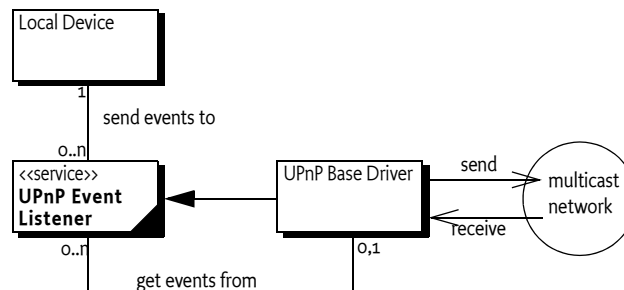 Local Device
1
send events to
0..n
<<service>>
UPnP Event
Listener
UPnP Base Driver
send
multicast
network
receive
0..n
0,1
get events from